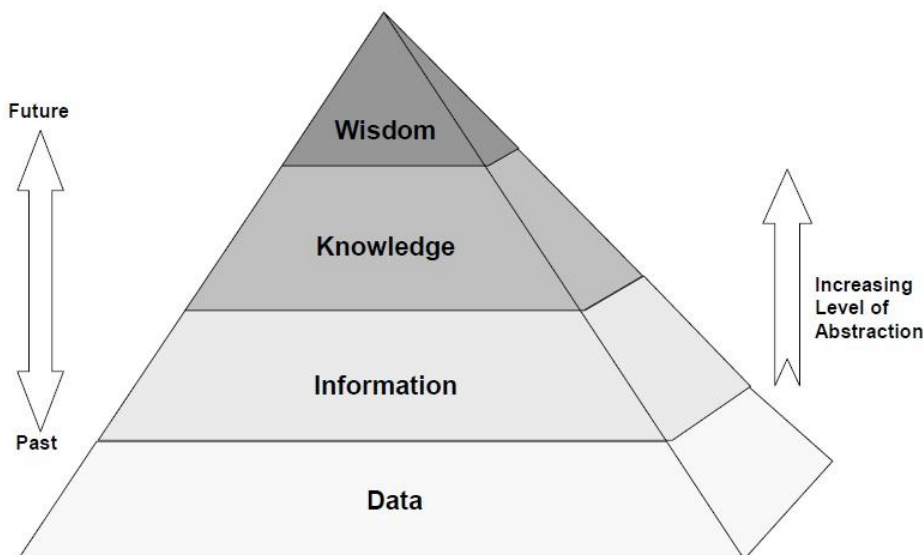 Future
Wisdom
Knowledge
Increasing
Level of
Abstraction
Information
Past
Data